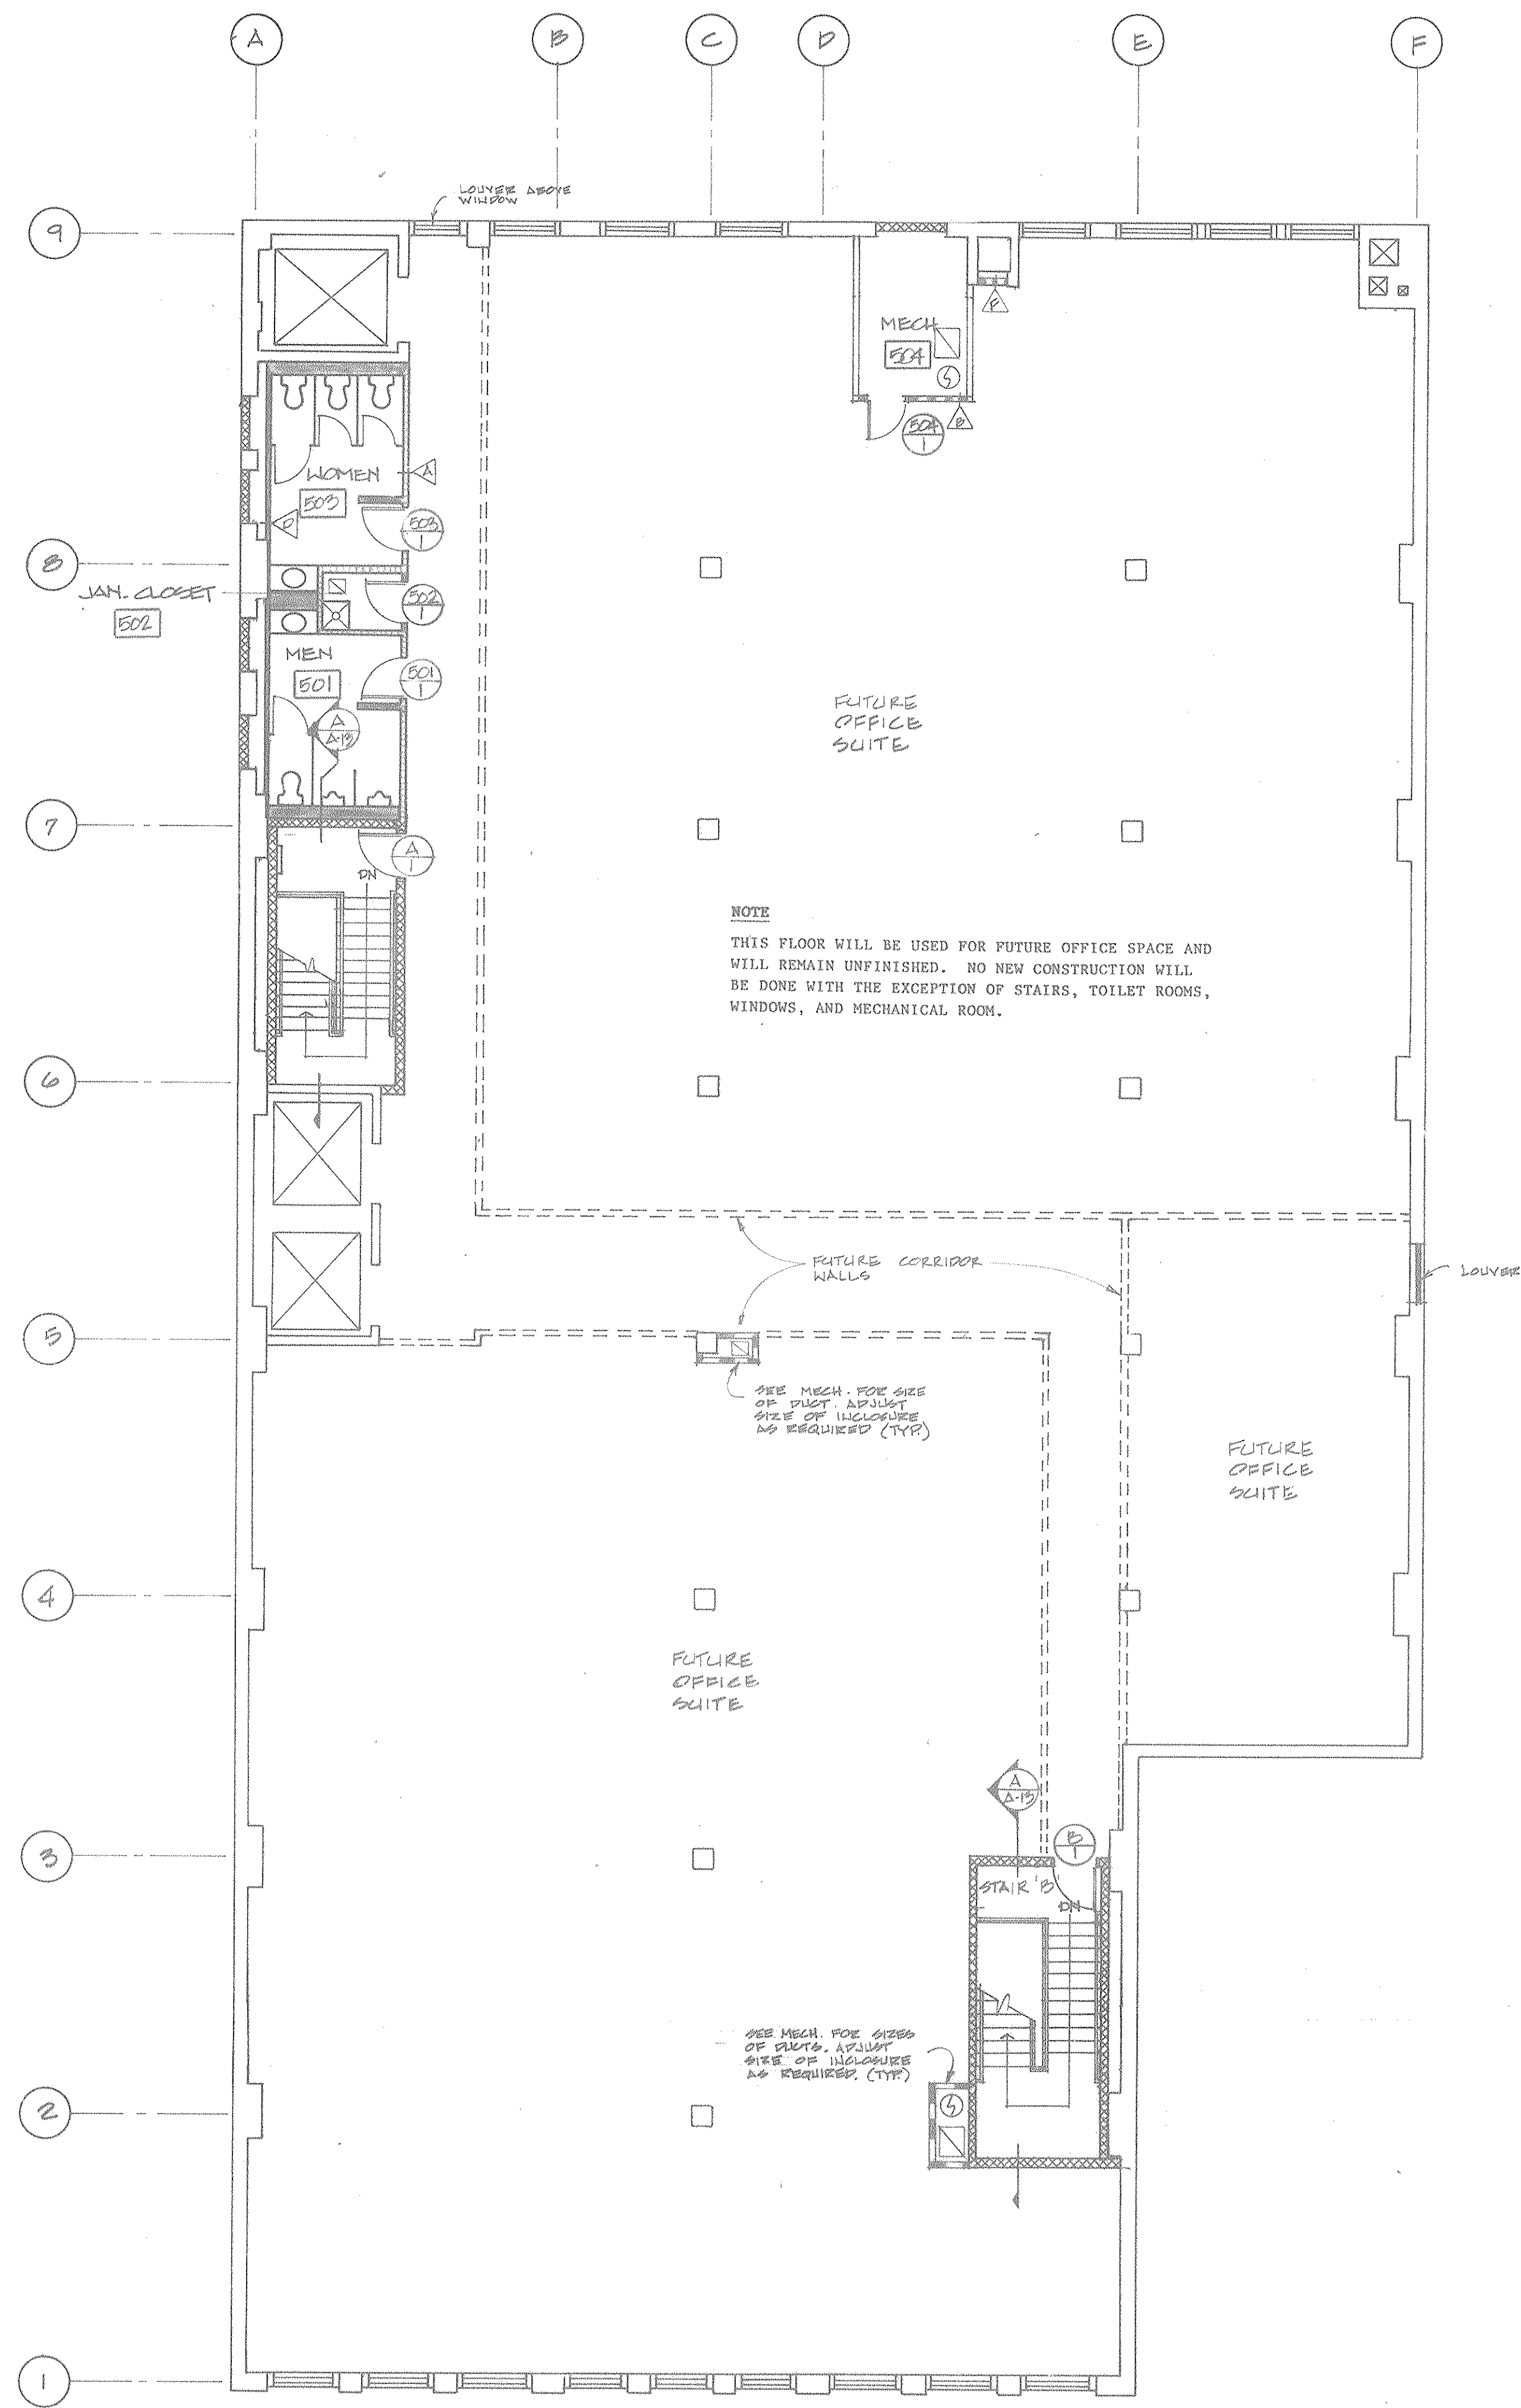 A
B
C
D
E
F
LOUVER ABOVE
WINDOW
9
F
MECH
504
504
1
B
WOMEN
A
503
D
503
1
8
JAN. CLOSET
502
502
1
MEN
501
501
1
A
A-13
FUTURE
OFFICE
SUITE
7
A
1
DN
NOTE
THIS FLOOR WILL BE USED FOR FUTURE OFFICE SPACE AND
WILL REMAIN UNFINISHED. NO NEW CONSTRUCTION WILL
BE DONE WITH THE EXCEPTION OF STAIRS, TOILET ROOMS,
WINDOWS, AND MECHANICAL ROOM.
6
FUTURE CORRIDOR
WALLS
LOUVER
5
SEE MECH. FOR SIZE
OF DUCT. ADJUST
SIZE OF INCLOSURE
AS REQUIRED (TYP.)
FUTURE
OFFICE
SUITE
4
FUTURE
OFFICE
SUITE
A
A-13
B
1
3
STAIR 'B'
DN
SEE MECH. FOR SIZES
OF DUCTS. ADJUST
SIZE OF INCLOSURE
AS REQUIRED. (TYP.)
2
1